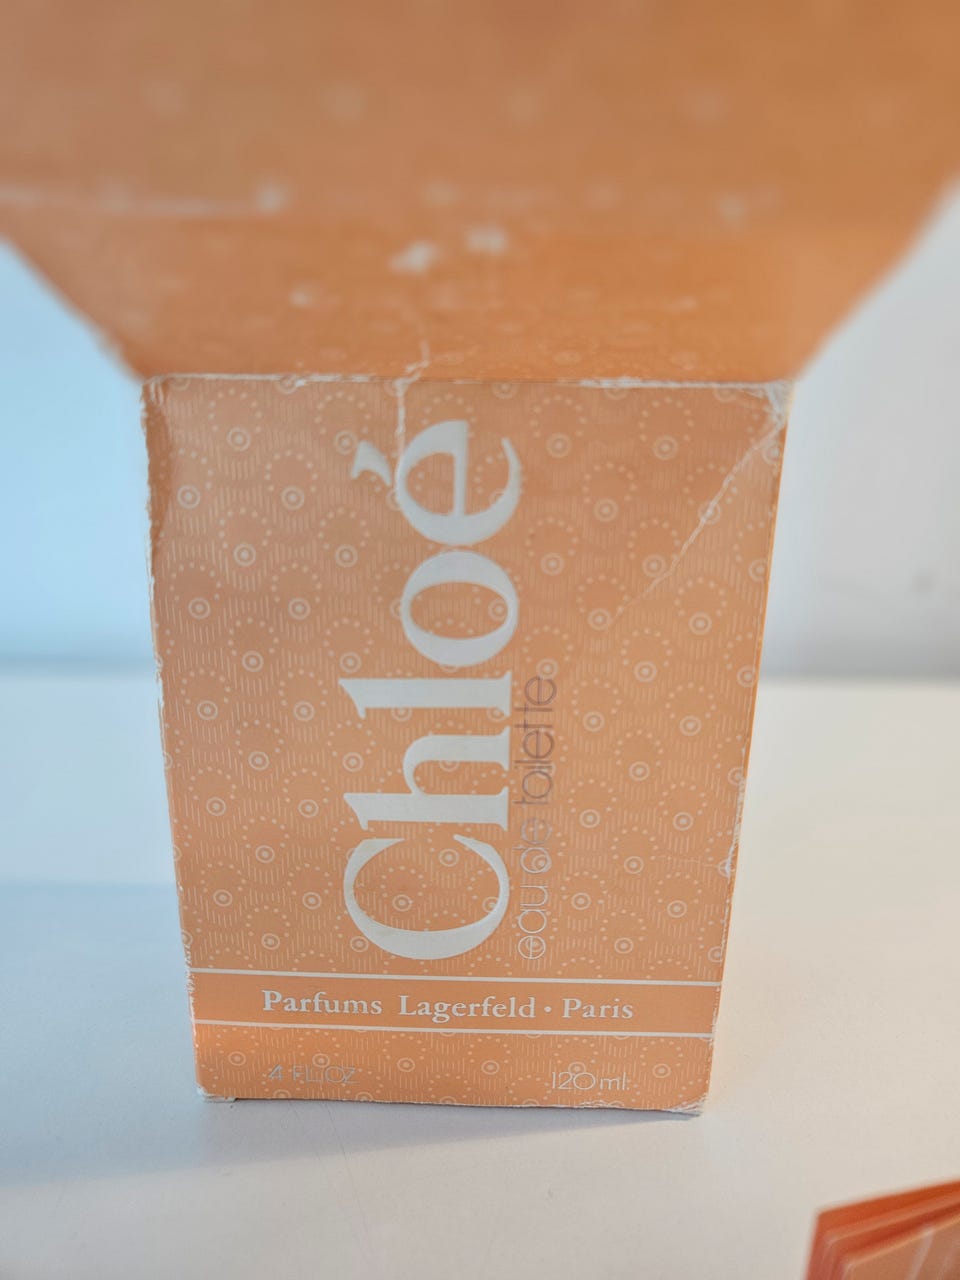 Chloé
eau de toilette
Parfums Lagerfeld • Paris
4 FL.OZ 120 ml